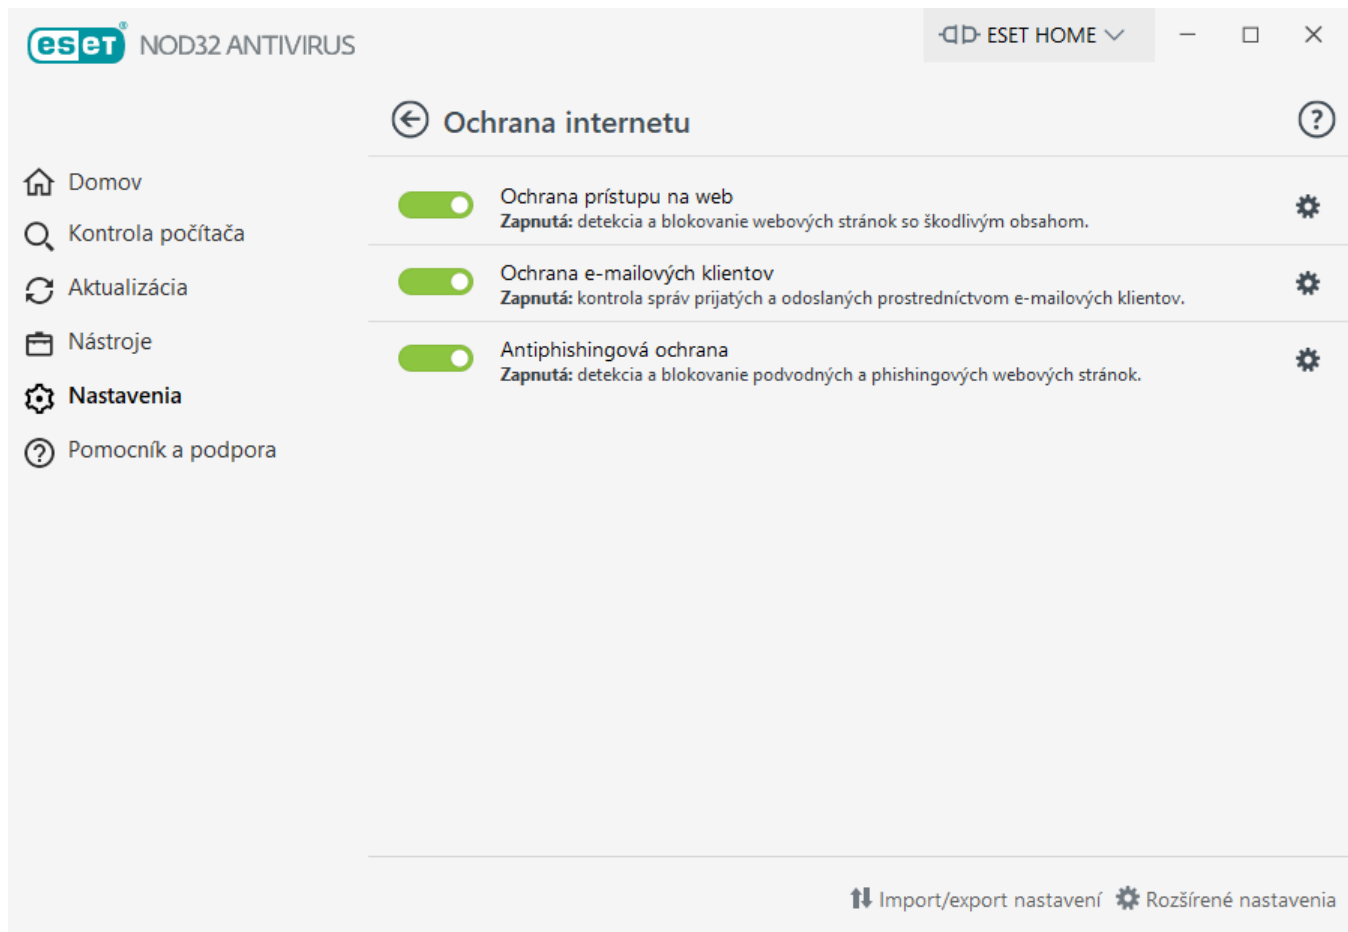 eset® NOD32 ANTIVIRUS
ESET HOME
Ochrana internetu
Domov
Kontrola počítača
Aktualizácia
Nástroje
Nastavenia
Pomocník a podpora
Ochrana prístupu na web
Zapnutá: detekcia a blokovanie webových stránok so škodlivým obsahom.
Ochrana e-mailových klientov
Zapnutá: kontrola správ prijatých a odoslaných prostredníctvom e-mailových klientov.
Antiphishingová ochrana
Zapnutá: detekcia a blokovanie podvodných a phishingových webových stránok.
Import/export nastavení
Rozšírené nastavenia